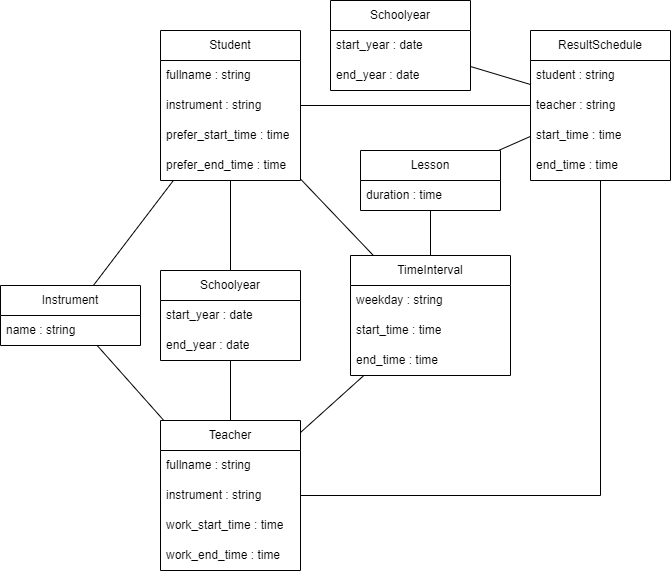 Schoolyear
start_year : date
end_year : date
Student
fullname : string
instrument : string
prefer_start_time : time
prefer_end_time : time
ResultSchedule
student : string
teacher : string
start_time : time
end_time : time
Lesson
duration : time
Instrument
name : string
Schoolyear
start_year : date
end_year : date
TimeInterval
weekday : string
start_time : time
end_time : time
Teacher
fullname : string
instrument : string
work_start_time : time
work_end_time : time